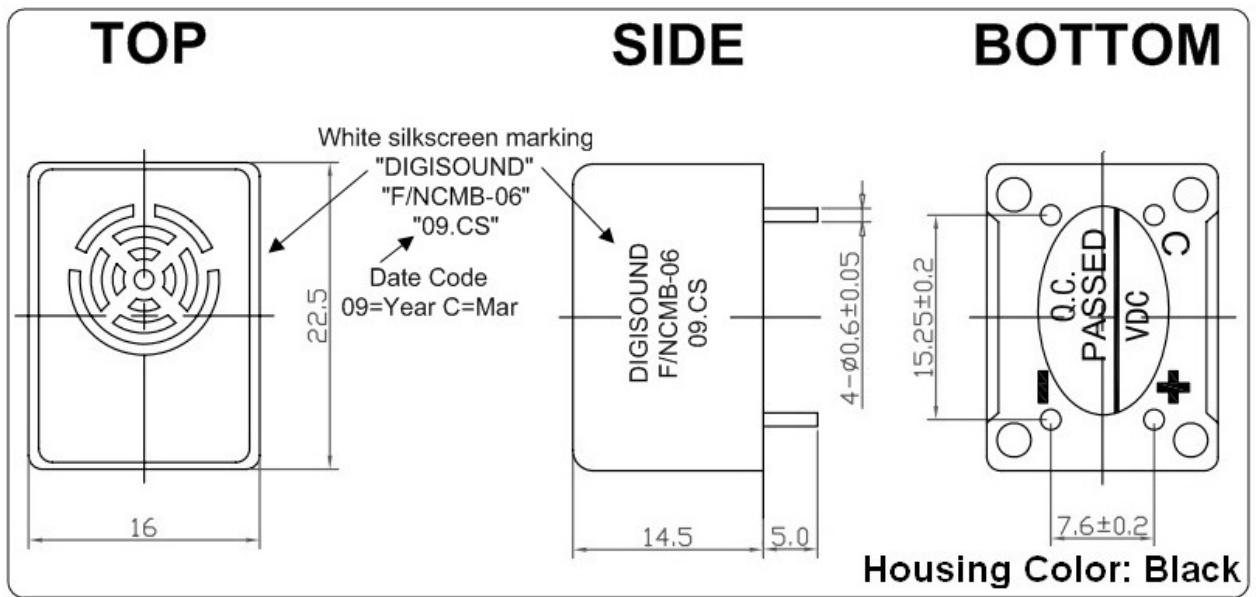 TOP
SIDE
BOTTOM
White silkscreen marking
"DIGISOUND"
"F/NCMB-06"
"09.CS"
Date Code
09=Year C=Mar
22.5
16
DIGISOUND
F/NCMB-06
09.CS
4-ø0.6±0.05
14.5
5.0
15.25±0.2
Q.C.
PASSED
VDC
C
-
+
7.6±0.2
Housing Color: Black